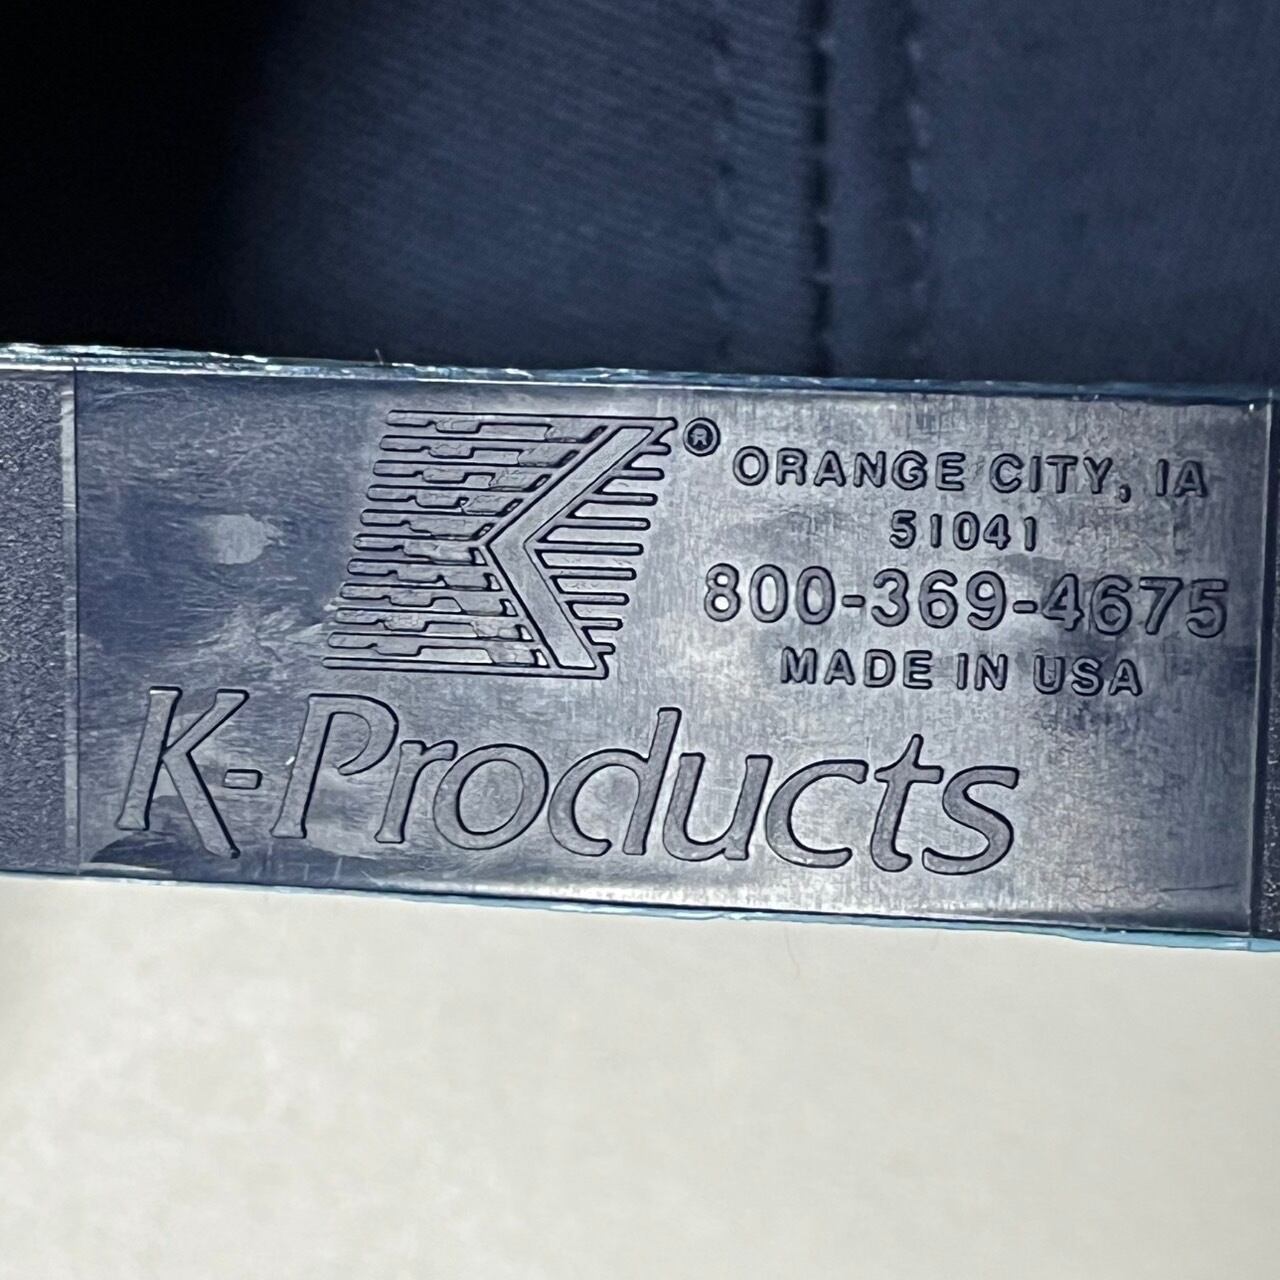 K®
ORANGE CITY, IA
51041
800-369-4675
MADE IN USA
K-Products